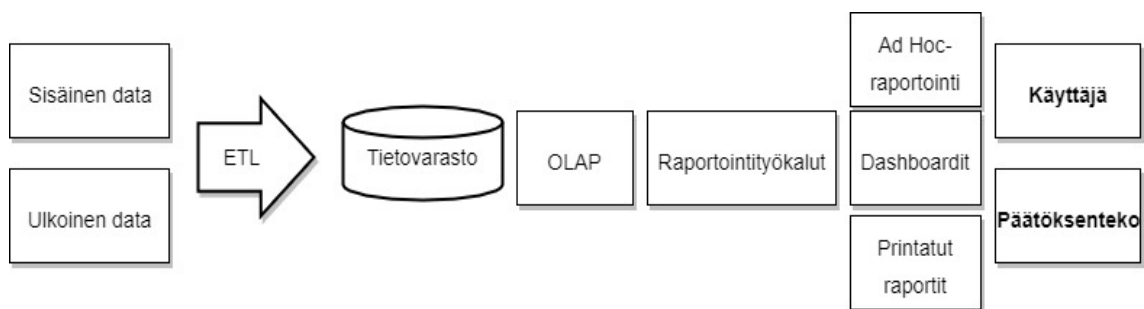 Sisäinen data
Ulkoinen data
ETL
Tietovarasto
OLAP
Raportointityökalut
Ad Hoc-
raportointi
Dashboardit
Printatut
raportit
Käyttäjä
Päätöksenteko